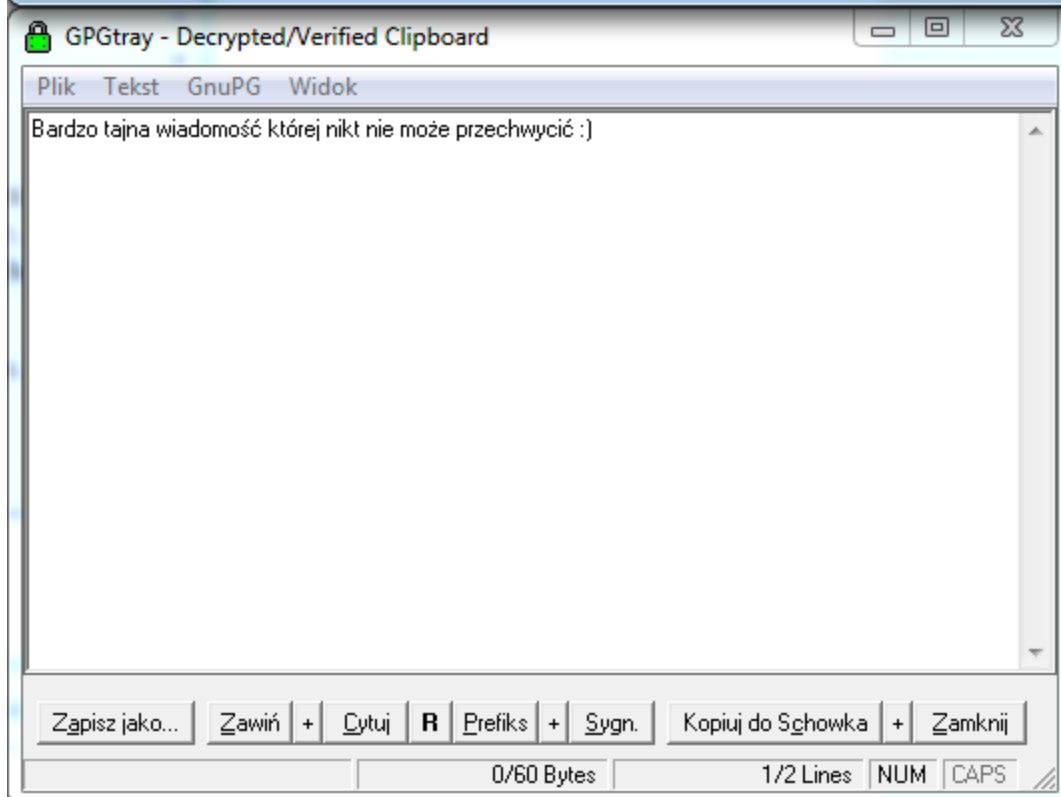 GPGtray - Decrypted/Verified Clipboard
Plik Tekst GnuPG Widok
Bardzo tajna wiadomość której nikt nie może przechwycić :)
Zapisz jako... Zawiń + Cytuj R Prefiks + Sygn. Kopiuj do Schowka + Zamknij
0/60 Bytes 1/2 Lines NUM CAPS